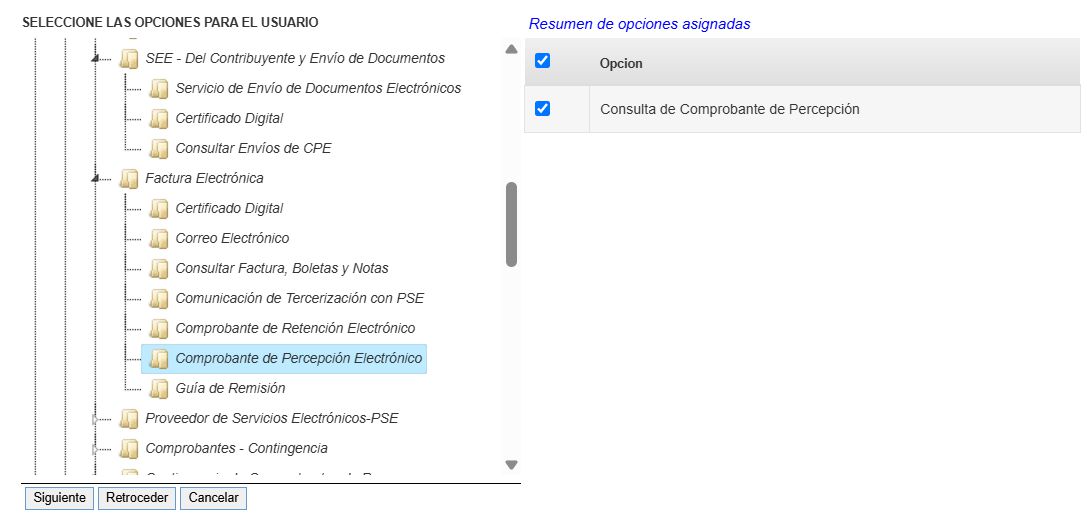 SELECCIONE LAS OPCIONES PARA EL USUARIO
SEE - Del Contribuyente y Envío de Documentos
Servicio de Envío de Documentos Electrónicos
Certificado Digital
Consultar Envíos de CPE
Factura Electrónica
Certificado Digital
Correo Electrónico
Consultar Factura, Boletas y Notas
Comunicación de Tercerización con PSE
Comprobante de Retención Electrónico
Comprobante de Percepción Electrónico
Guía de Remisión
Proveedor de Servicios Electrónicos-PSE
Comprobantes - Contingencia
Siguiente Retroceder Cancelar
Resumen de opciones asignadas
Opcion
Consulta de Comprobante de Percepción